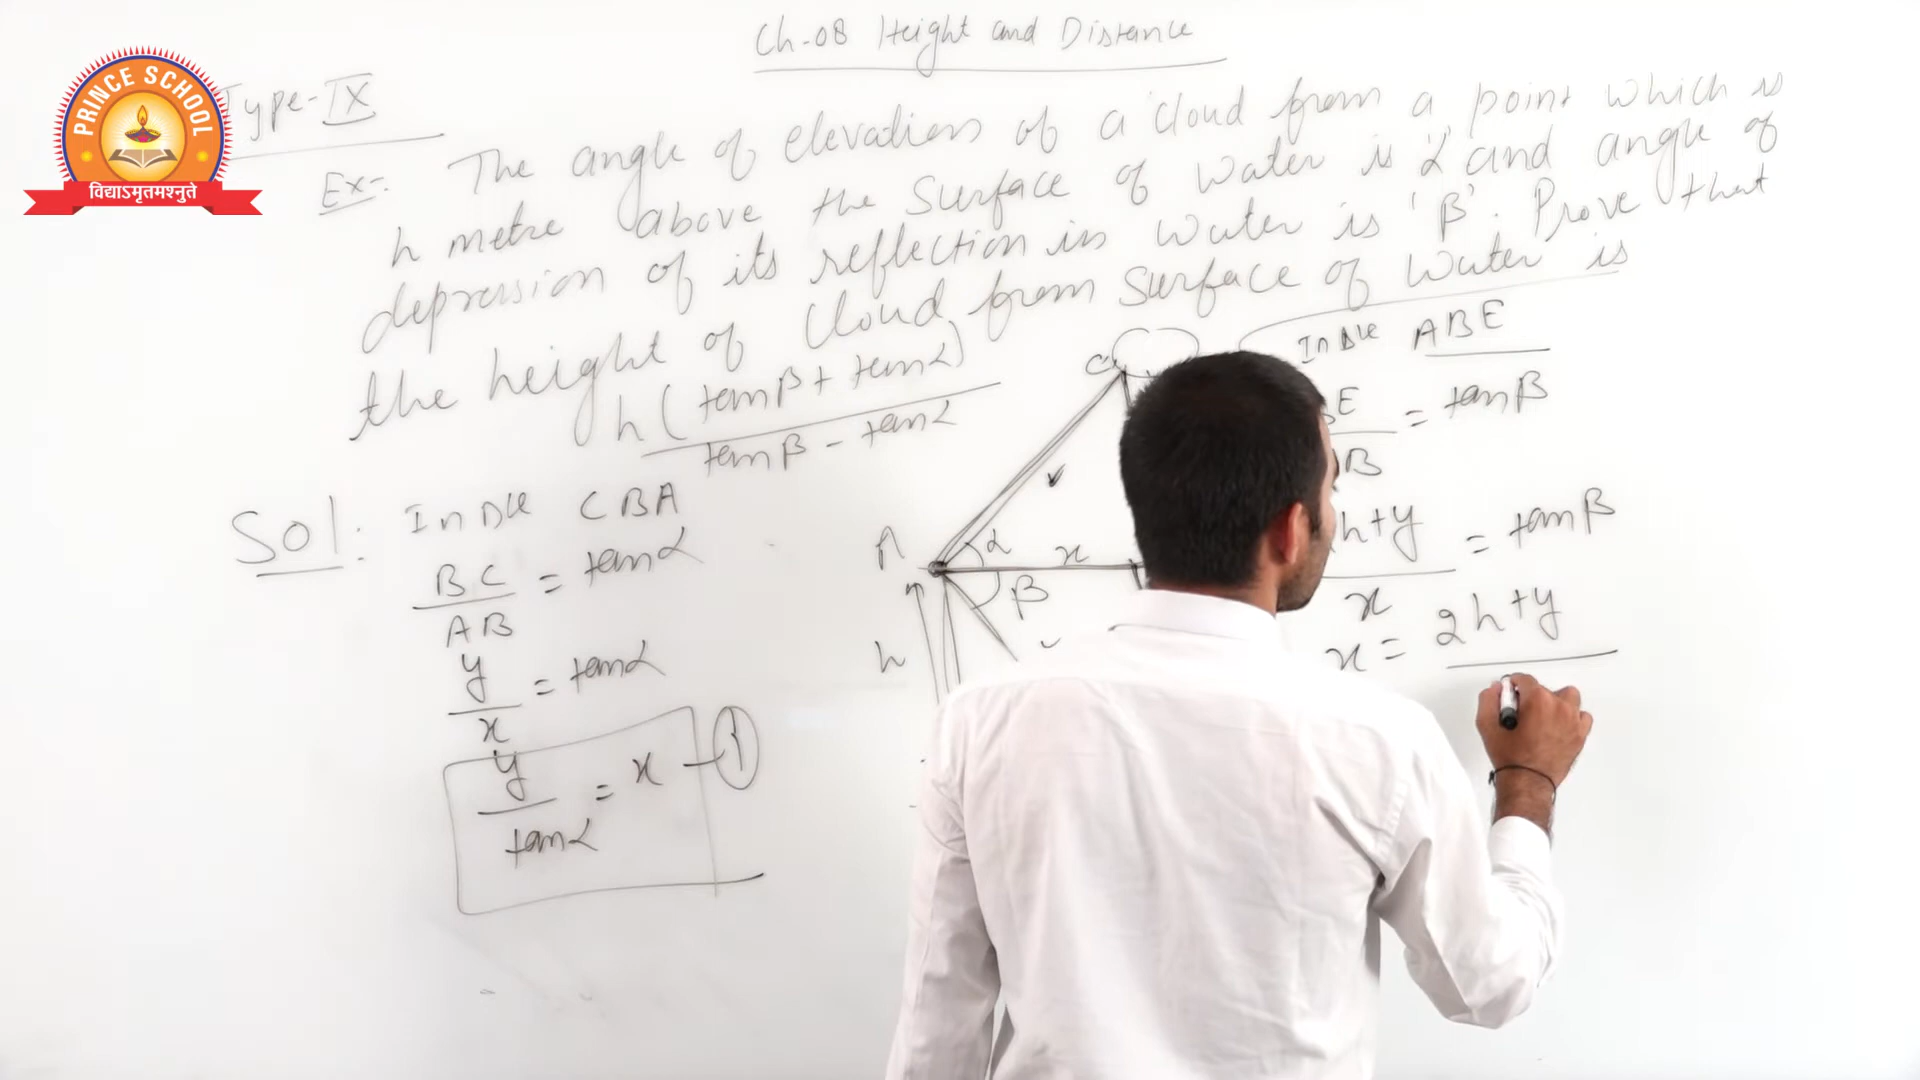 Ch-08 Height and Distance
PRINCE SCHOOL
विद्याऽमृतमश्नुते
Type-IX
Ex-: The angle of elevation of a cloud from a point which is
h metre above the surface of water is 'α' and angle of
depression of its reflection in water is 'β'. Prove that
the height of cloud from surface of water is
h(tanβ + tanα)
tanβ - tanα
Sol: In Δle CBA
BC/AB = tanα
y/x = tanα
y/tanα = x - ①
C
A
α
x
β
h
In Δle ABE
BE = tanβ
B
h+y/x = tanβ
x = 2h+y